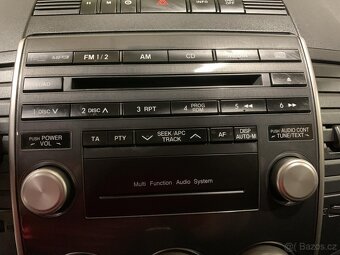 INFO
FM 1/2 AM CD
LOAD
1 DISC ∨ 2 DISC ∧ 3 RPT 4 PROG RDM 5 ◀◀ 6 ▶▶
PUSH POWER VOL TA PTY ∨ SEEK/APC TRACK ∧ AF DISP AUTO-M PUSH AUDIO CONT TUNE/TEXT
Multi Function Audio System
Bazos.cz